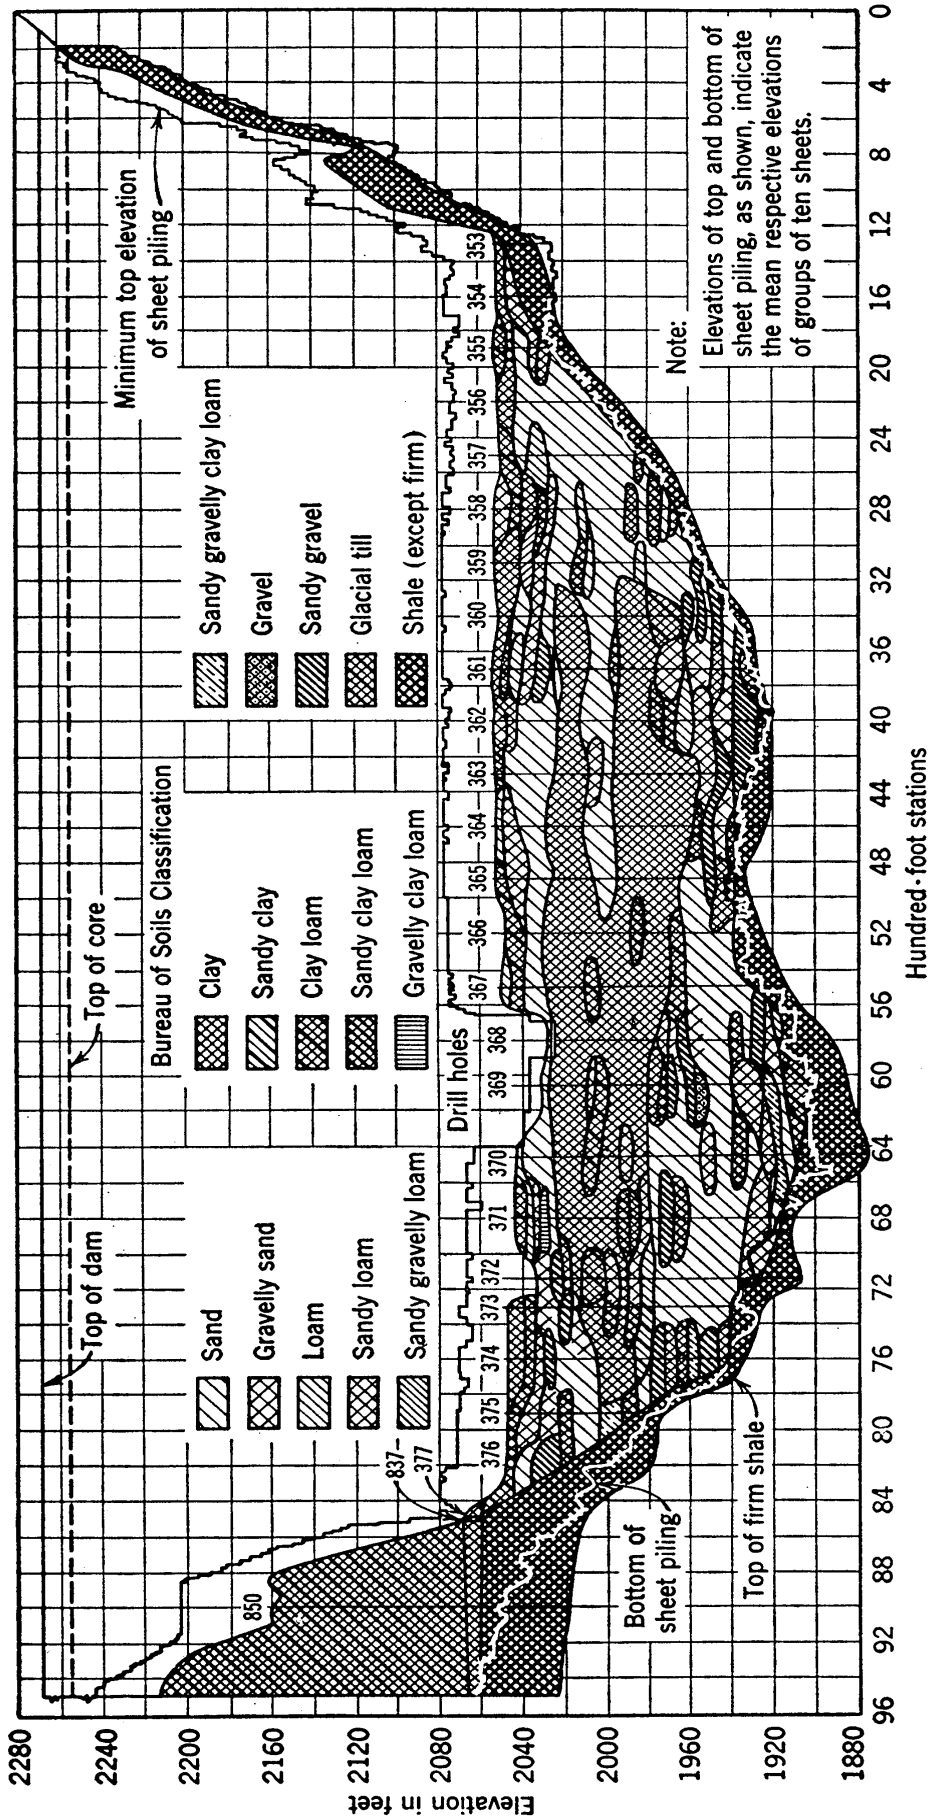 Elevation in feet
2280
2240
2200
2160
2120
2080
2040
2000
1960
1920
1880
Top of dam
Top of core
Minimum top elevation
of sheet piling
Bureau of Soils Classification
Sand
Gravelly sand
Loam
Sandy loam
Sandy gravelly loam
Clay
Sandy clay
Clay loam
Sandy clay loam
Gravelly clay loam
Sandy gravelly clay loam
Gravel
Sandy gravel
Glacial till
Shale (except firm)
850
837-
377
376
375
374
373
372
371
370
Drill holes
369
368
367
366
365
364
363
362
361
360
359
358
357
356
355
354
353
Bottom of
sheet piling
Top of firm shale
Note:
Elevations of top and bottom of
sheet piling, as shown, indicate
the mean respective elevations
of groups of ten sheets.
96
92
88
84
80
76
72
68
64
60
56
52
48
44
40
36
32
28
24
20
16
12
8
4
0
Hundred-foot stations